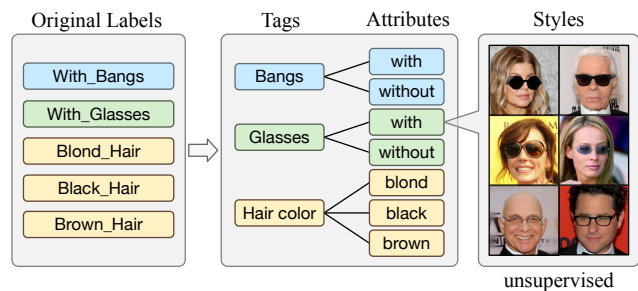 Original Labels
With_Bangs
With_Glasses
Blond_Hair
Black_Hair
Brown_Hair
Tags
Attributes
Bangs
with
without
Glasses
with
without
Hair color
blond
black
brown
Styles
unsupervised